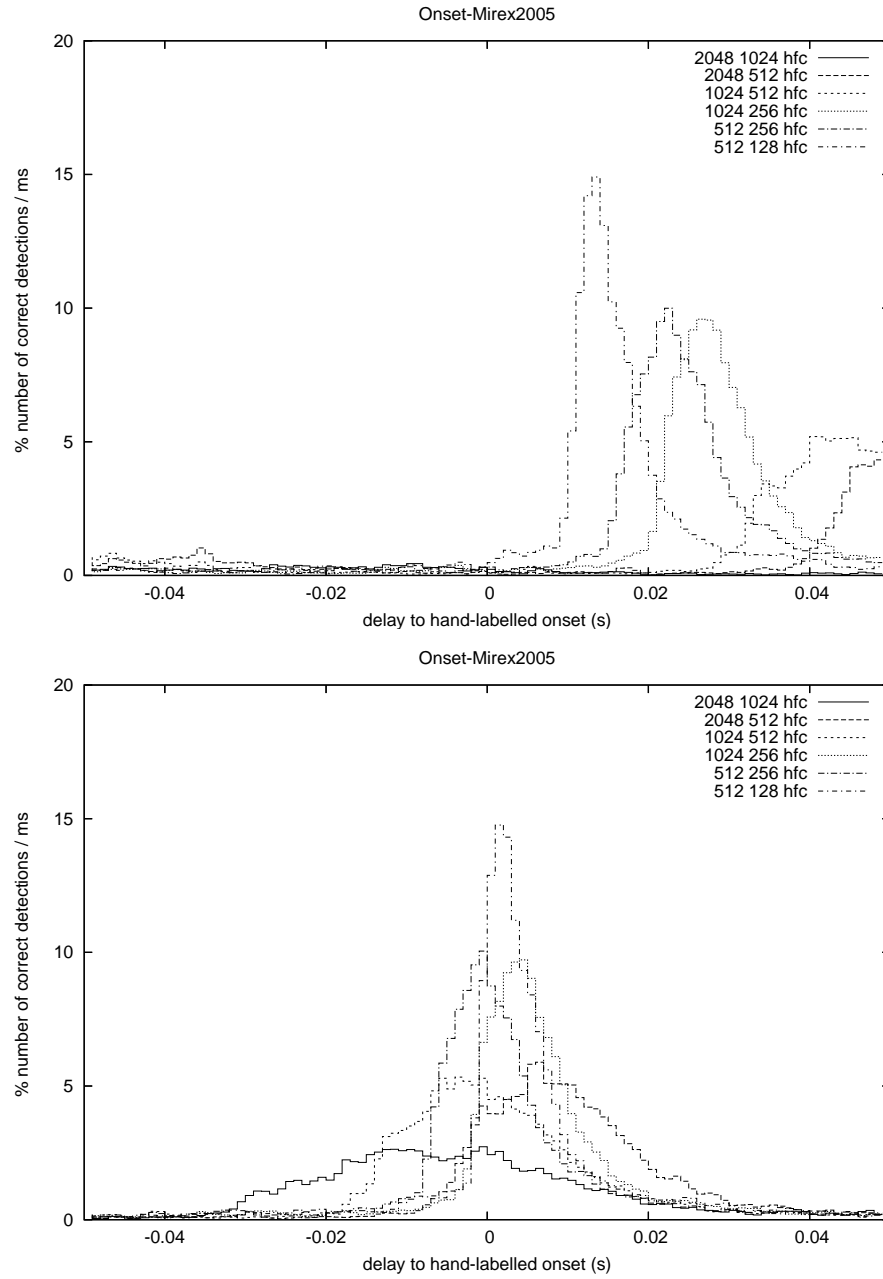 Onset-Mirex2005
20
2048 1024 hfc
2048 512 hfc
1024 512 hfc
1024 256 hfc
512 256 hfc
512 128 hfc
15
% number of correct detections / ms
10
5
0
-0.04
-0.02
0
0.02
0.04
delay to hand-labelled onset (s)
Onset-Mirex2005
20
2048 1024 hfc
2048 512 hfc
1024 512 hfc
1024 256 hfc
512 256 hfc
512 128 hfc
15
% number of correct detections / ms
10
5
0
-0.04
-0.02
0
0.02
0.04
delay to hand-labelled onset (s)